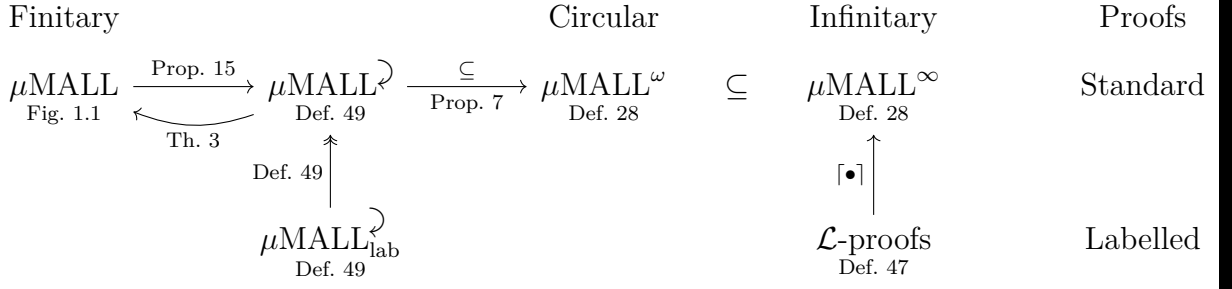 Finitary Circular Infinitary Proofs
Prop. 15 ⊆
μMALL μMALL↩ μMALL^ω ⊆ μMALL^∞ Standard
Fig. 1.1 Def. 49 Prop. 7 Def. 28 Def. 28
Th. 3
Def. 49 ⌈•⌉
μMALL↩_lab 𝓛-proofs Labelled
Def. 49 Def. 47